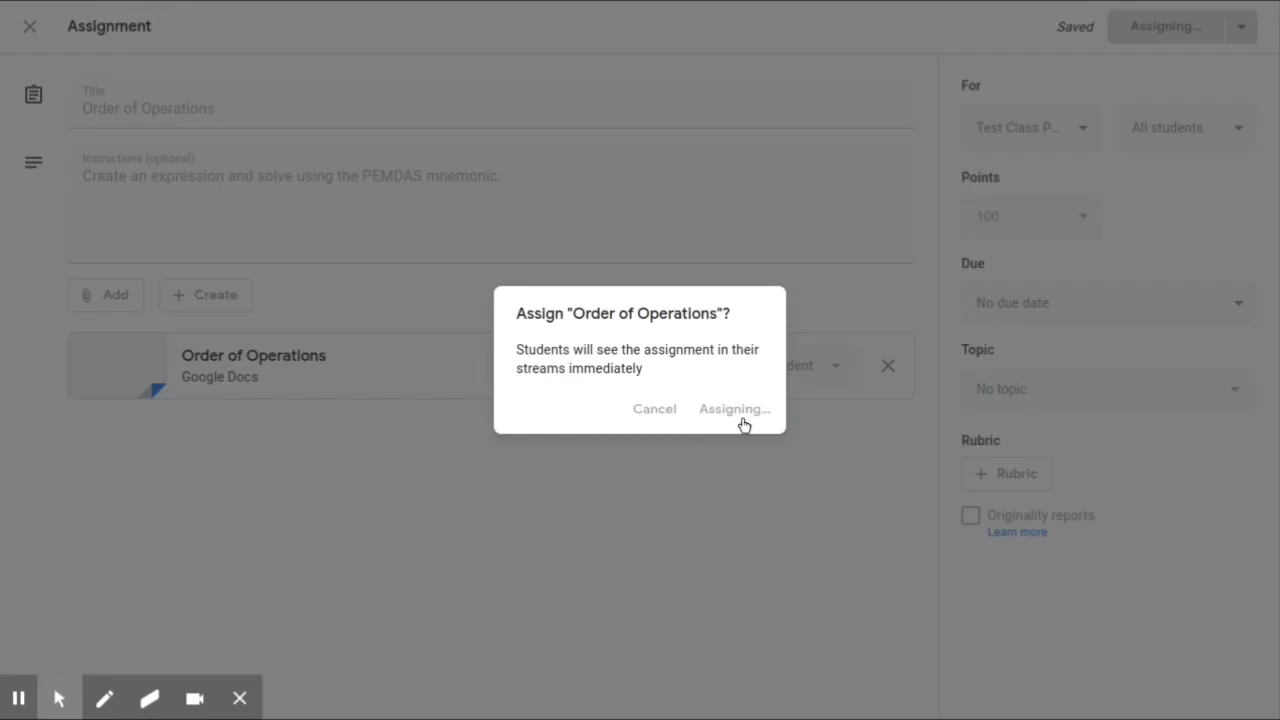 Assignment
Saved
Assigning...
Title
Order of Operations
Instructions (optional)
Create an expression and solve using the PEMDAS mnemonic.
Add
Create
Order of Operations
Google Docs
dent
Assign "Order of Operations"?
Students will see the assignment in their
streams immediately
Cancel
Assigning...
For
Test Class P...
All students
Points
100
Due
No due date
Topic
No topic
Rubric
Rubric
Originality reports
Learn more